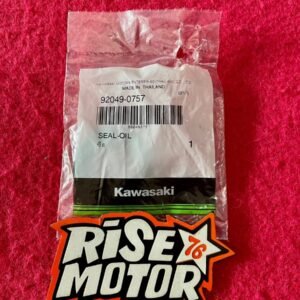 MADE IN THAILAND
92049-0757
SEAL-OIL
1
Kawasaki
RiSE
76
MOTOR